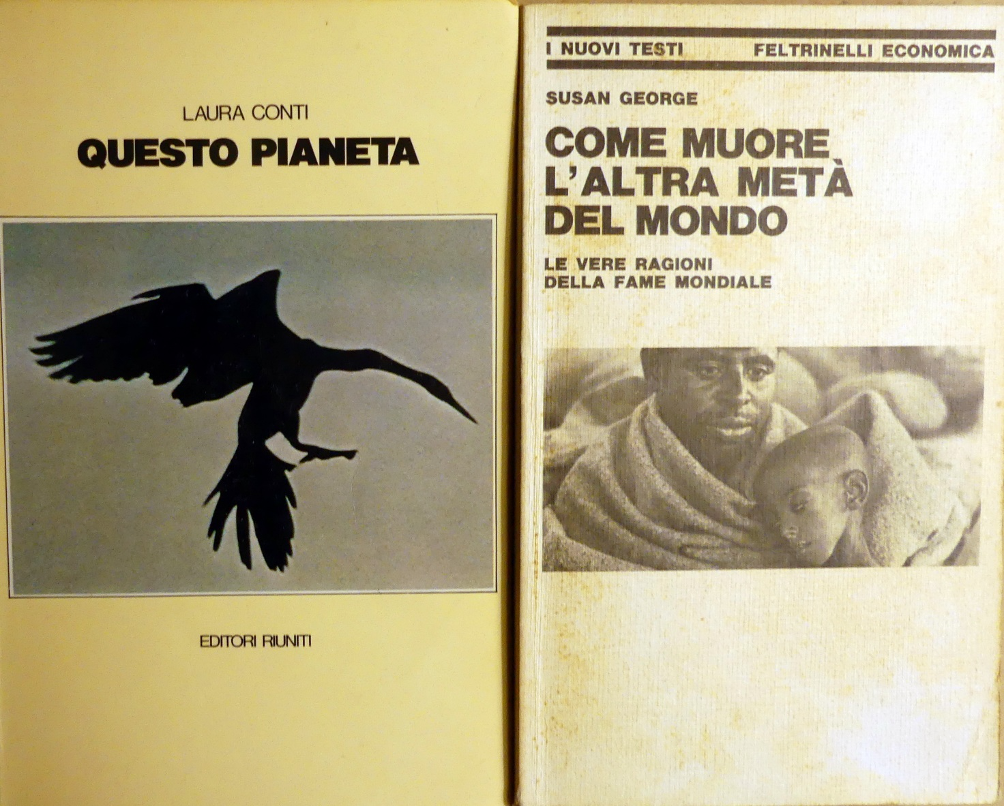 LAURA CONTI
QUESTO PIANETA
EDITORI RIUNITI
I NUOVI TESTI FELTRINELLI ECONOMICA
SUSAN GEORGE
COME MUORE
L'ALTRA METÀ
DEL MONDO
LE VERE RAGIONI
DELLA FAME MONDIALE